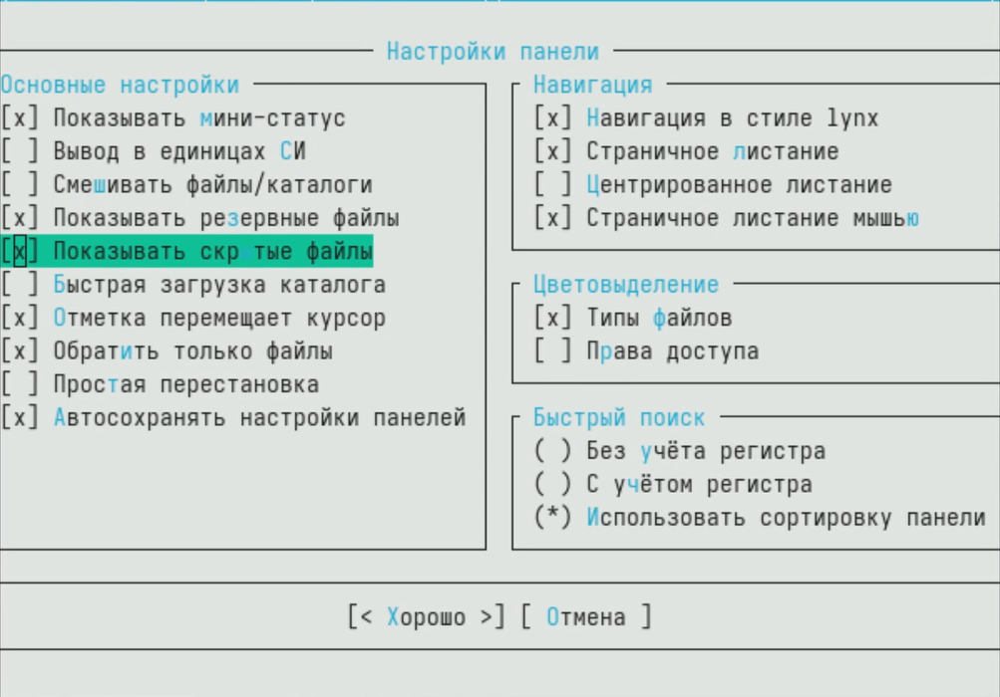 Настройки панели
Основные настройки
[x] Показывать мини-статус
[ ] Вывод в единицах СИ
[ ] Смешивать файлы/каталоги
[x] Показывать резервные файлы
[x] Показывать скрытые файлы
[ ] Быстрая загрузка каталога
[x] Отметка перемещает курсор
[x] Обратить только файлы
[ ] Простая перестановка
[x] Автосохранять настройки панелей
Навигация
[x] Навигация в стиле lynx
[x] Страничное листание
[ ] Центрированное листание
[x] Страничное листание мышью
Цветовыделение
[x] Типы файлов
[ ] Права доступа
Быстрый поиск
( ) Без учёта регистра
( ) С учётом регистра
(*) Использовать сортировку панели
[< Хорошо >] [ Отмена ]